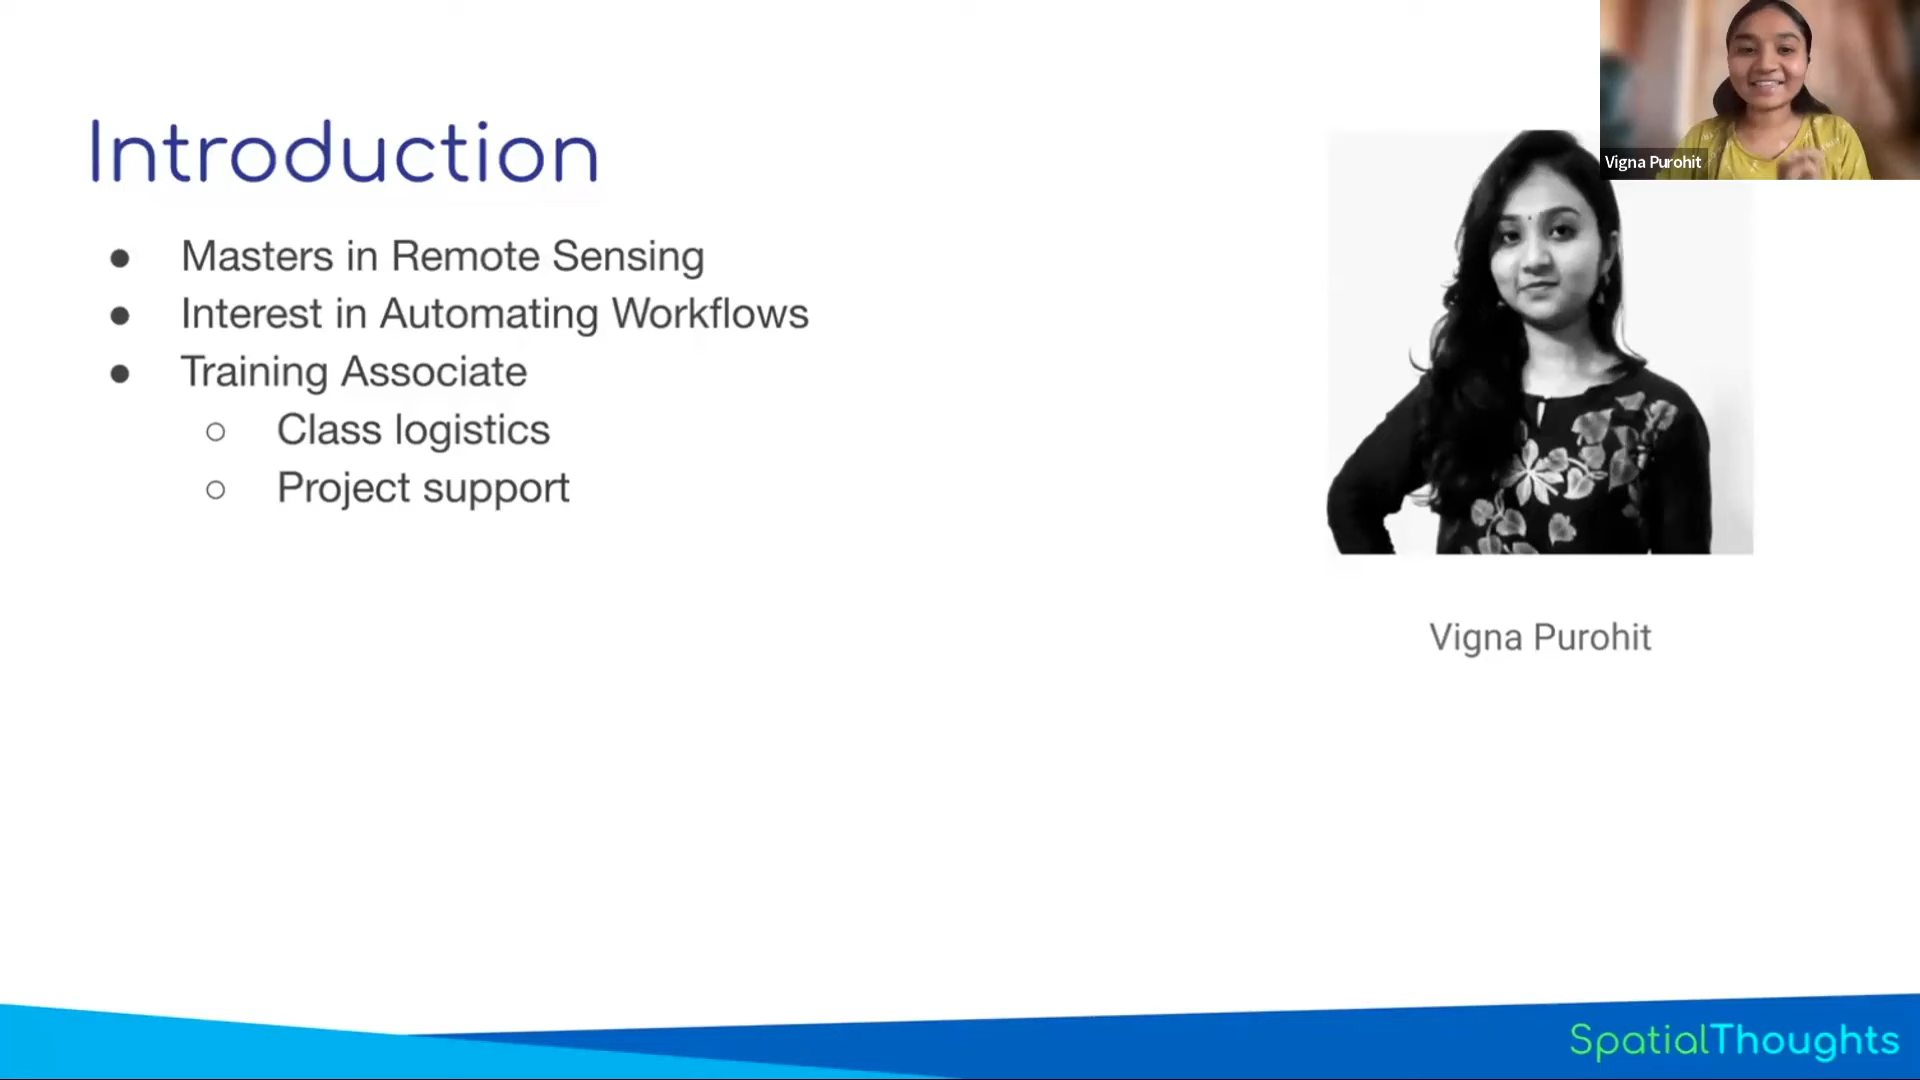 Introduction
Masters in Remote Sensing
Interest in Automating Workflows
Training Associate
Class logistics
Project support
Vigna Purohit
Vigna Purohit
SpatialThoughts